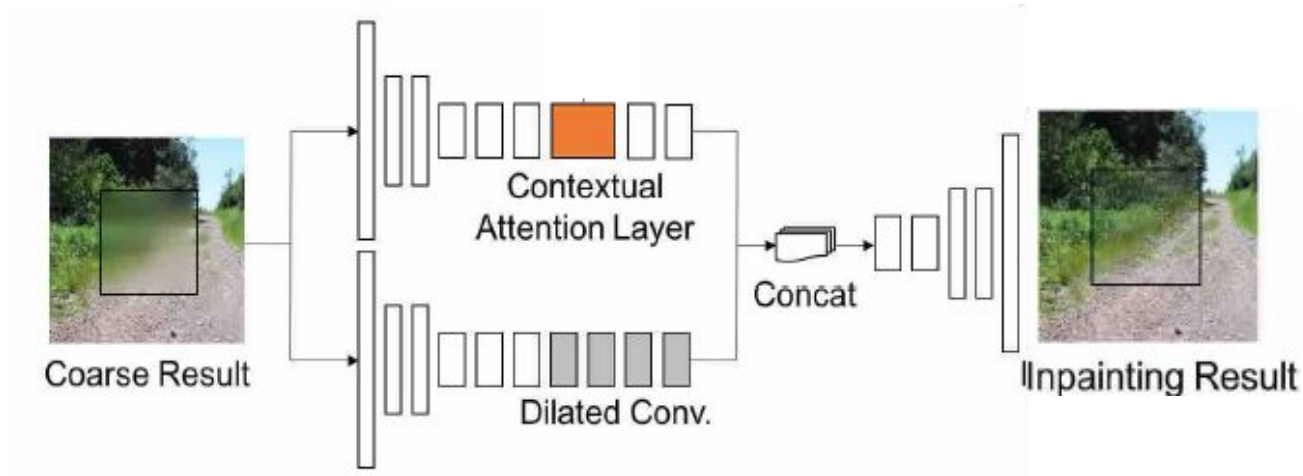 Contextual
Attention Layer
Concat
Coarse Result
Dilated Conv.
Inpainting Result